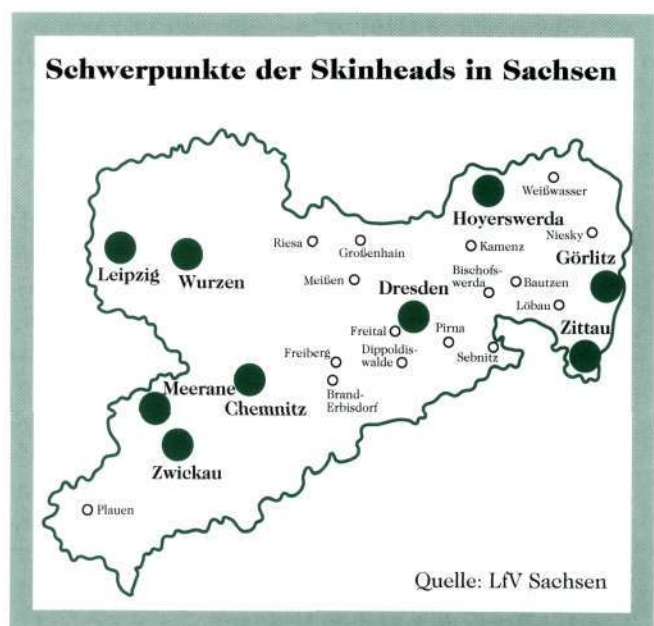 Schwerpunkte der Skinheads in Sachsen
Weißwasser
Hoyerswerda
Riesa
Großenhain
Kamenz
Niesky
Görlitz
Leipzig
Wurzen
Meißen
Dresden
Bischofs-
werda
Bautzen
Löbau
Zittau
Freital
Pirna
Freiberg
Dippoldis-
walde
Sebnitz
Meerane
Chemnitz
Brand-
Erbisdorf
Zwickau
Plauen
Quelle: LfV Sachsen